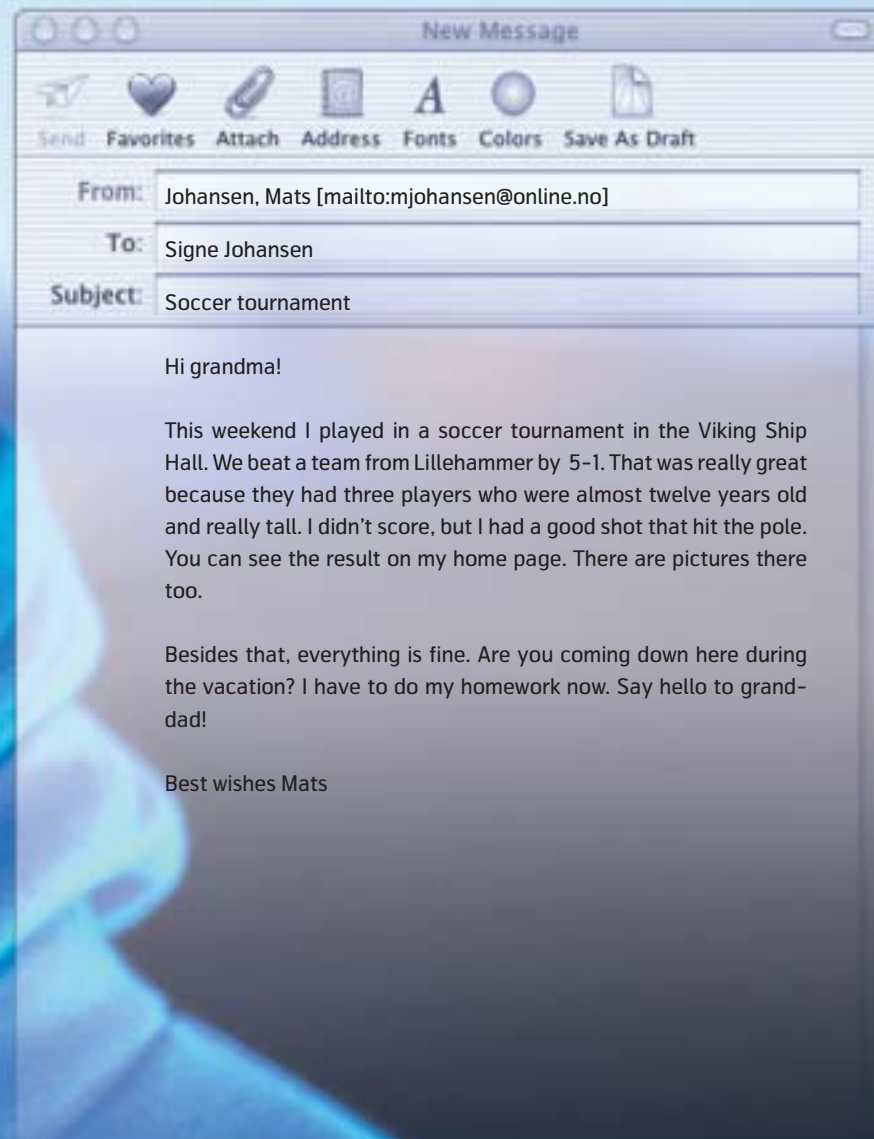 New Message
Send Favorites Attach Address Fonts Colors Save As Draft
From: Johansen, Mats [mailto:mjohansen@online.no]
To: Signe Johansen
Subject: Soccer tournament
Hi grandma!
This weekend I played in a soccer tournament in the Viking Ship
Hall. We beat a team from Lillehammer by 5-1. That was really great
because they had three players who were almost twelve years old
and really tall. I didn't score, but I had a good shot that hit the pole.
You can see the result on my home page. There are pictures there
too.
Besides that, everything is fine. Are you coming down here during
the vacation? I have to do my homework now. Say hello to grand-
dad!
Best wishes Mats